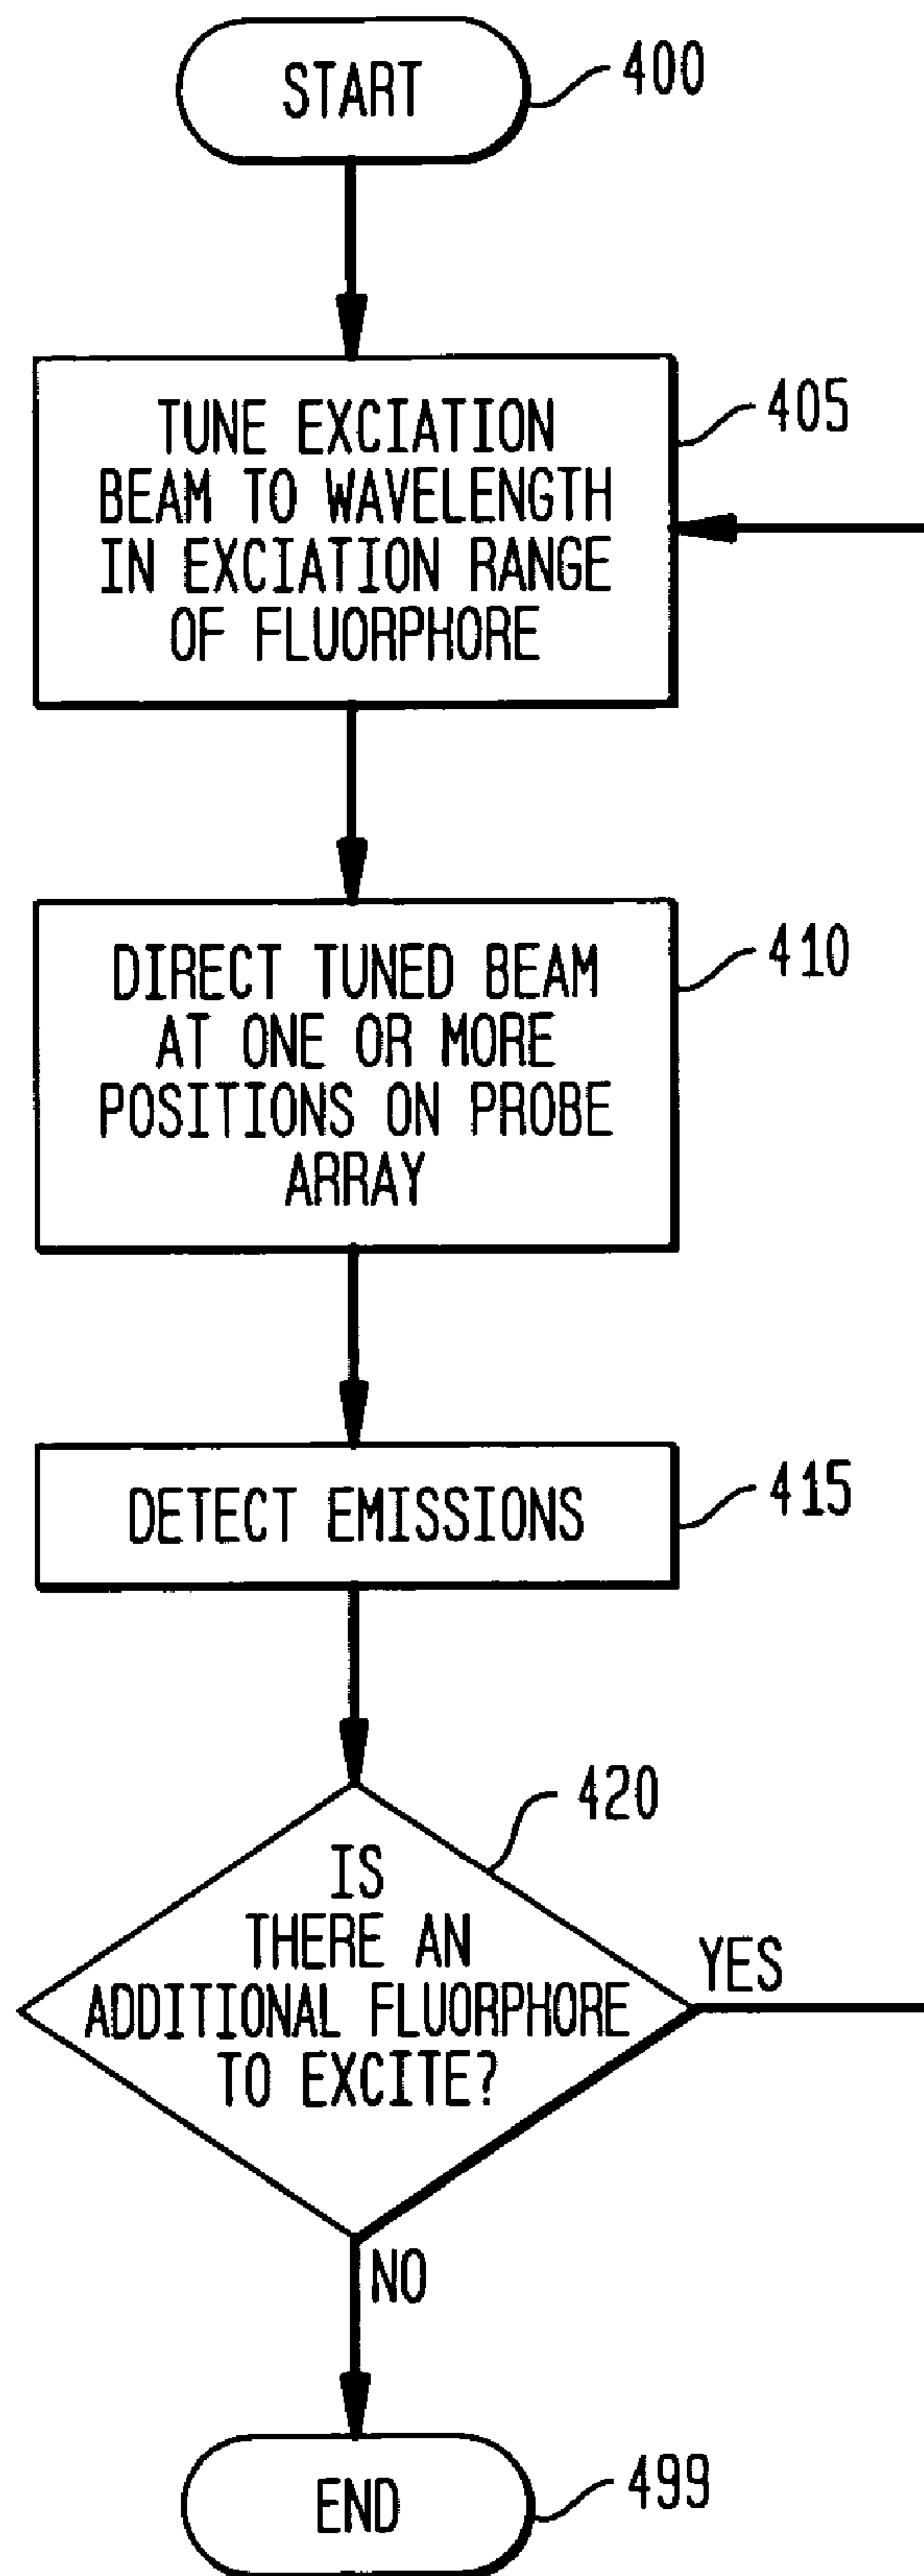 START
400
TUNE EXCIATION
BEAM TO WAVELENGTH
IN EXCIATION RANGE
OF FLUORPHORE
405
DIRECT TUNED BEAM
AT ONE OR MORE
POSITIONS ON PROBE
ARRAY
410
DETECT EMISSIONS
415
IS
THERE AN
ADDITIONAL FLUORPHORE
TO EXCITE?
420
YES
NO
END
499